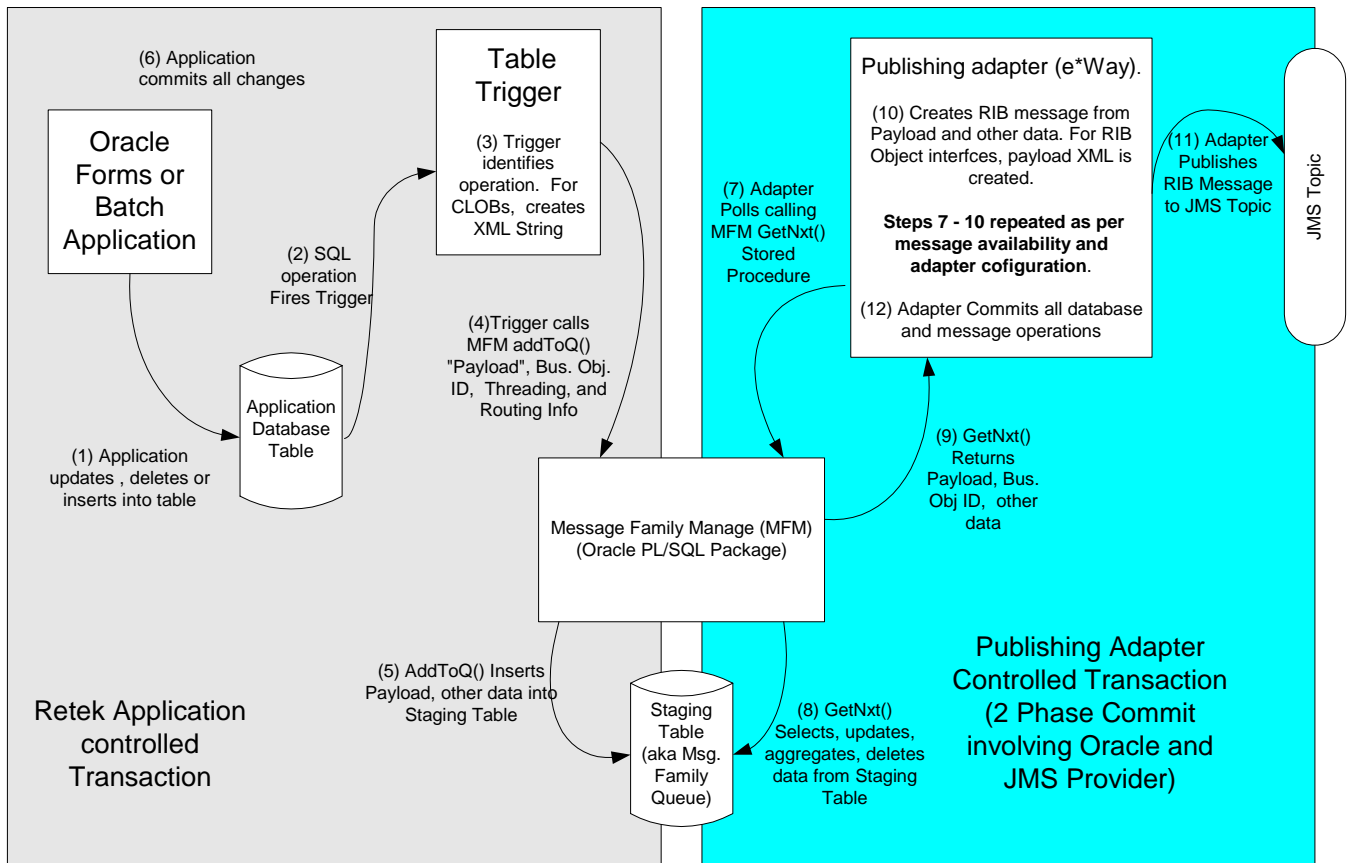 (6) Application
commits all changes
Oracle
Forms or
Batch
Application
Table
Trigger
(3) Trigger
identifies
operation. For
CLOBs, creates
XML String
(2) SQL
operation
Fires Trigger
(4)Trigger calls
MFM addToQ()
"Payload", Bus. Obj.
ID, Threading, and
Routing Info
Application
Database
Table
(1) Application
updates , deletes or
inserts into table
Publishing adapter (e*Way).
(10) Creates RIB message from
Payload and other data. For RIB
Object interfces, payload XML is
created.
Steps 7 - 10 repeated as per
message availability and
adapter cofiguration.
(12) Adapter Commits all database
and message operations
(7) Adapter
Polls calling
MFM GetNxt()
Stored
Procedure
(11) Adapter
Publishes
RIB Message
to JMS Topic
JMS Topic
(9) GetNxt()
Returns
Payload, Bus.
Obj ID, other
data
Message Family Manage (MFM)
(Oracle PL/SQL Package)
(5) AddToQ() Inserts
Payload, other data into
Staging Table
Staging
Table
(aka Msg.
Family
Queue)
(8) GetNxt()
Selects, updates,
aggregates, deletes
data from Staging
Table
Retek Application
controlled
Transaction
Publishing Adapter
Controlled Transaction
(2 Phase Commit
involving Oracle and
JMS Provider)